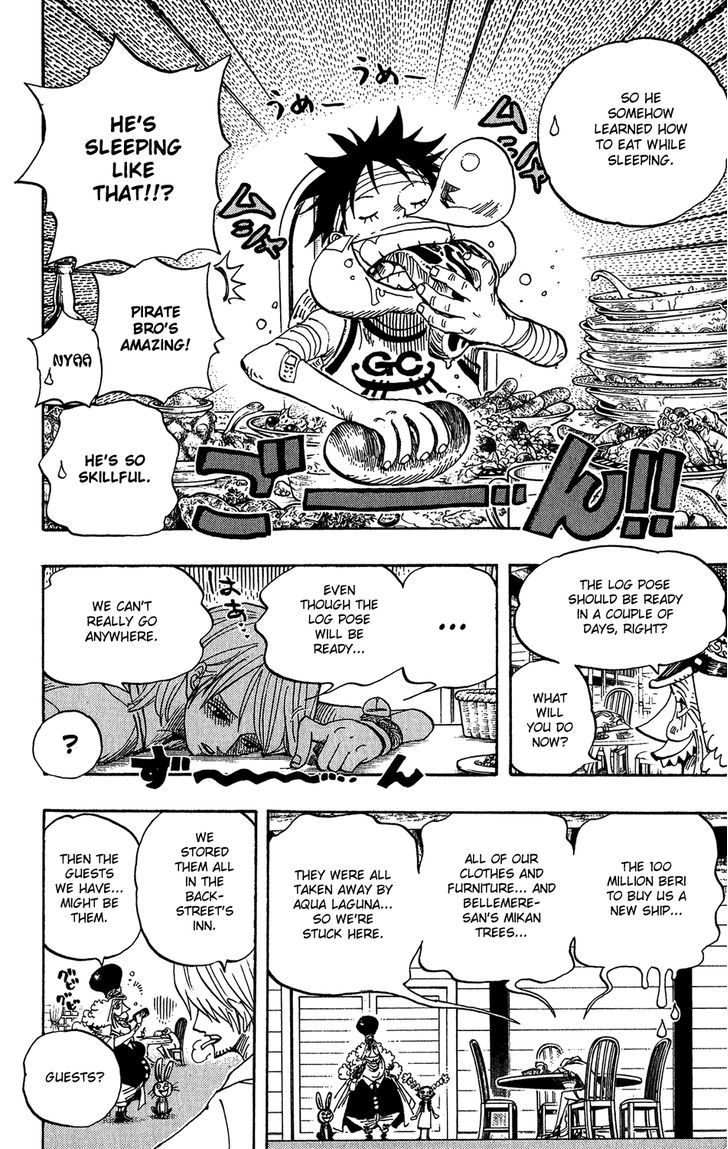 SO HE
SOMEHOW
LEARNED HOW
TO EAT WHILE
SLEEPING.
うめー
うめー
ムシャ
ムシャ
HE'S
SLEEPING
LIKE
THAT!!?
PIRATE
BRO'S
AMAZING!
NYAA
HE'S SO
SKILLFUL.
GC
ごーーん!!
THE LOG POSE
SHOULD BE READY
IN A COUPLE OF
DAYS, RIGHT?
WHAT
WILL
YOU DO
NOW?
...
EVEN
THOUGH THE
LOG POSE
WILL BE
READY...
はぁ...
WE CAN'T
REALLY GO
ANYWHERE.
?
ず〜〜ん
THE 100
MILLION BERI
TO BUY US A
NEW SHIP...
ALL OF OUR
CLOTHES AND
FURNITURE... AND
BELLEMERE-
SAN'S MIKAN
TREES...
THEY WERE ALL
TAKEN AWAY BY
AQUA LAGUNA...
SO WE'RE
STUCK HERE.
WE
STORED
THEM ALL
IN THE
BACK-
STREET'S
INN.
THEN THE
GUESTS
WE HAVE...
MIGHT BE
THEM.
GUESTS?